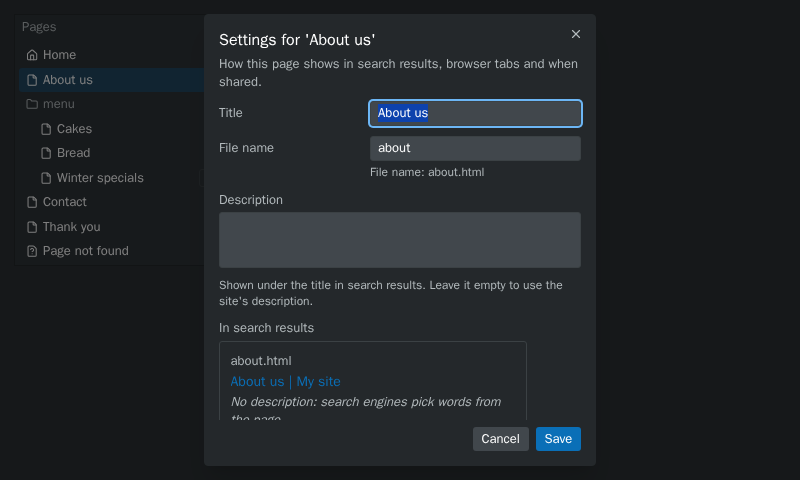 Pages
Home
About us
menu
Cakes
Bread
Winter specials
Contact
Thank you
Page not found
Settings for 'About us'
How this page shows in search results, browser tabs and when
shared.
Title
About us
File name
about
File name: about.html
Description
Shown under the title in search results. Leave it empty to use the
site's description.
In search results
about.html
About us | My site
No description: search engines pick words from
the page
Cancel
Save